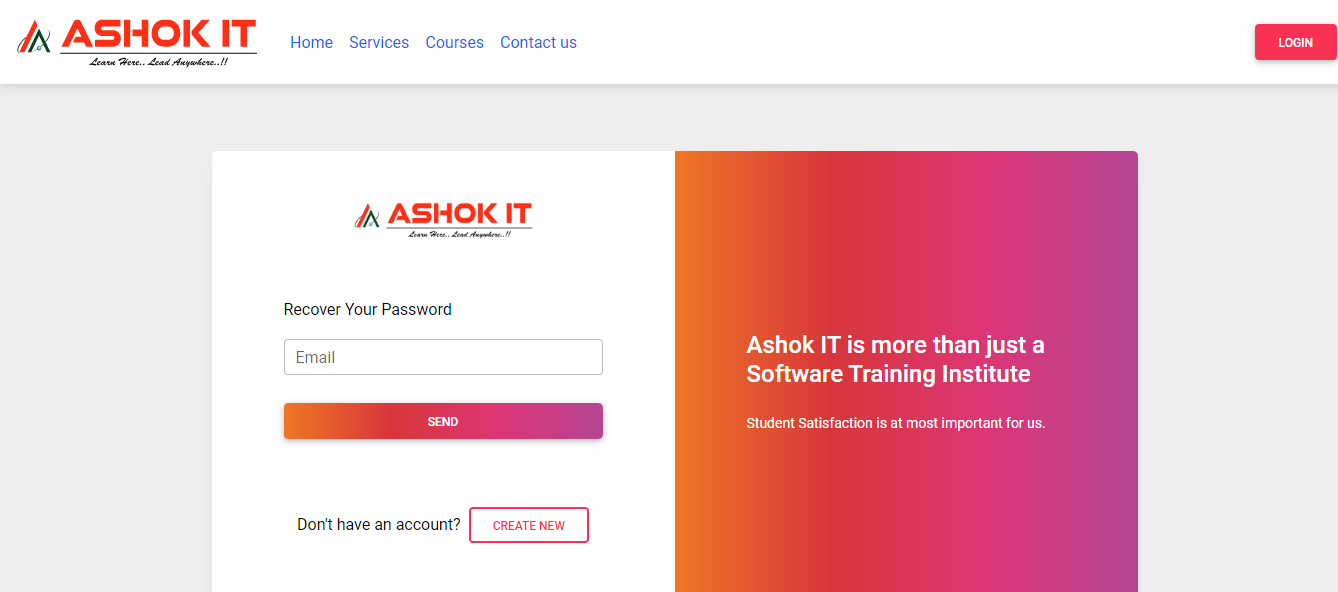 ASHOK IT
Learn Here.. Lead Anywhere..!!
Home Services Courses Contact us
LOGIN
ASHOK IT
Learn Here.. Lead Anywhere..!!
Recover Your Password
Email
SEND
Don't have an account? CREATE NEW
Ashok IT is more than just a
Software Training Institute
Student Satisfaction is at most important for us.